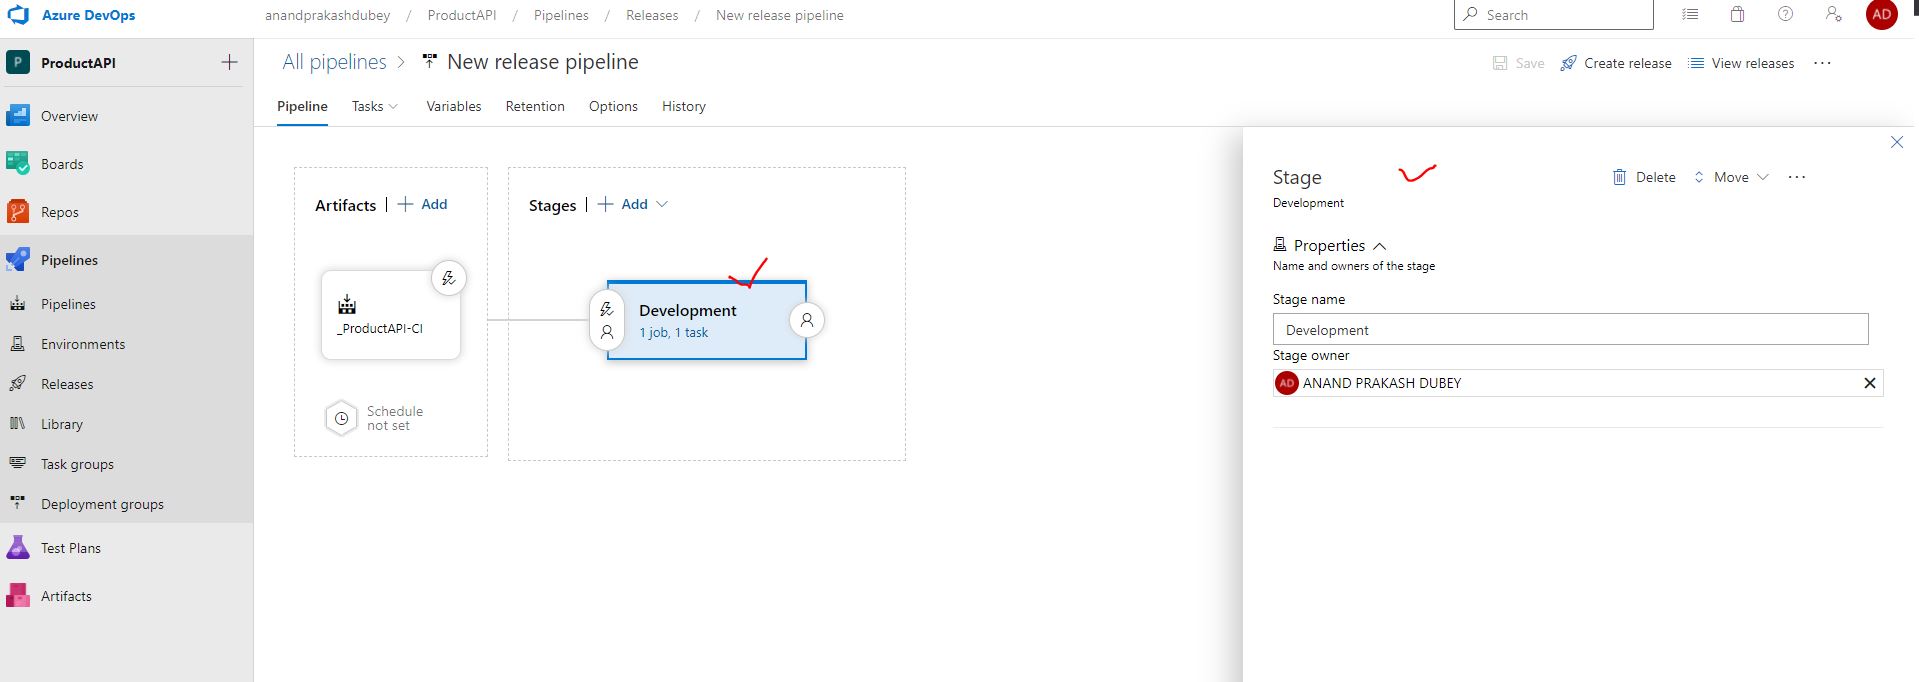 Azure DevOps
anandprakashdubey / ProductAPI / Pipelines / Releases / New release pipeline
Search
AD
P ProductAPI
Overview
Boards
Repos
Pipelines
Pipelines
Environments
Releases
Library
Task groups
Deployment groups
Test Plans
Artifacts
All pipelines > New release pipeline
Save
Create release
View releases
Pipeline Tasks Variables Retention Options History
Artifacts | + Add
_ProductAPI-CI
Schedule
not set
Stages | + Add
Development
1 job, 1 task
Stage
Development
Delete
Move
Properties
Name and owners of the stage
Stage name
Development
Stage owner
AD ANAND PRAKASH DUBEY